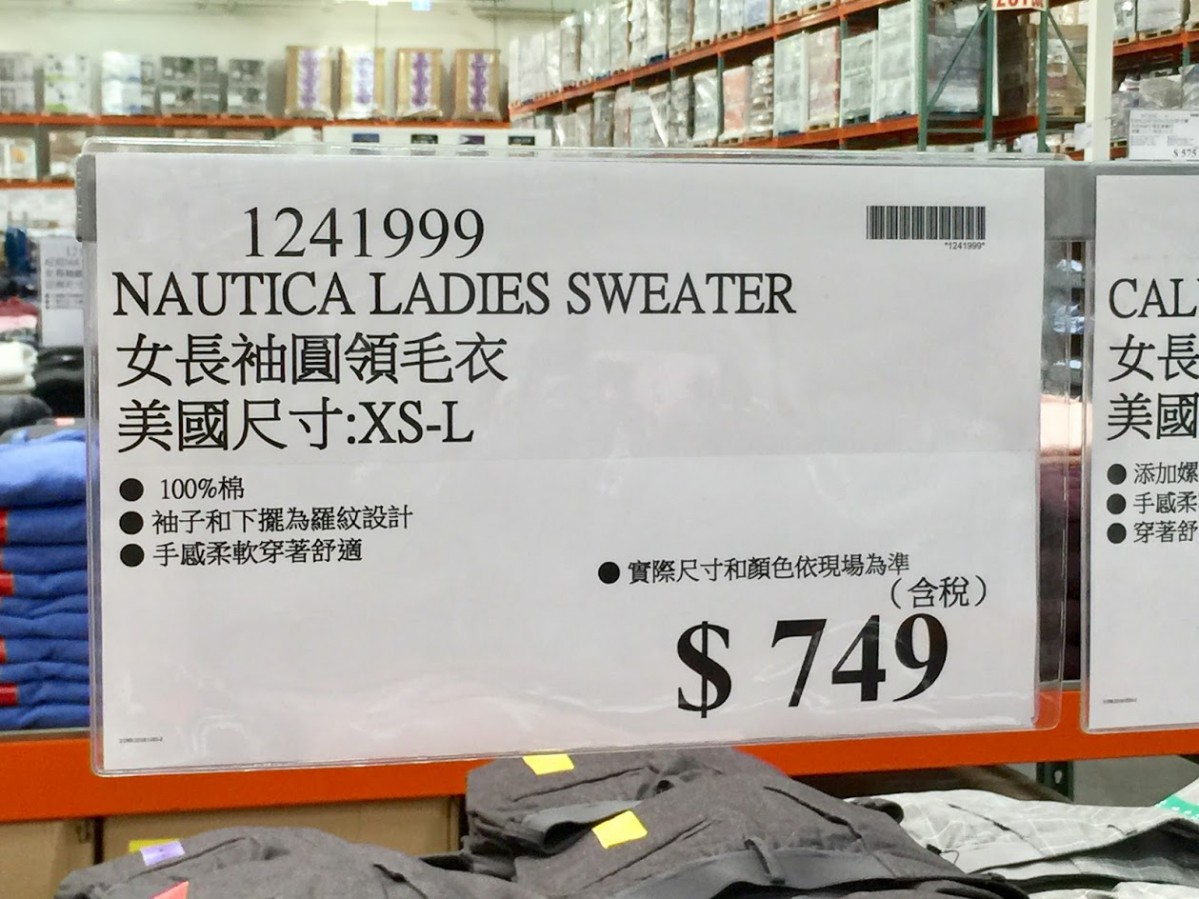 1241999
*1241999*
NAUTICA LADIES SWEATER
女長袖圓領毛衣
美國尺寸:XS-L
● 100%棉
● 袖子和下擺為羅紋設計
● 手感柔軟穿著舒適
● 實際尺寸和顏色依現場為準
(含稅)
$ 749
CAL
女長
美國
● 添加嫘
● 手感柔
● 穿著舒
$ 575